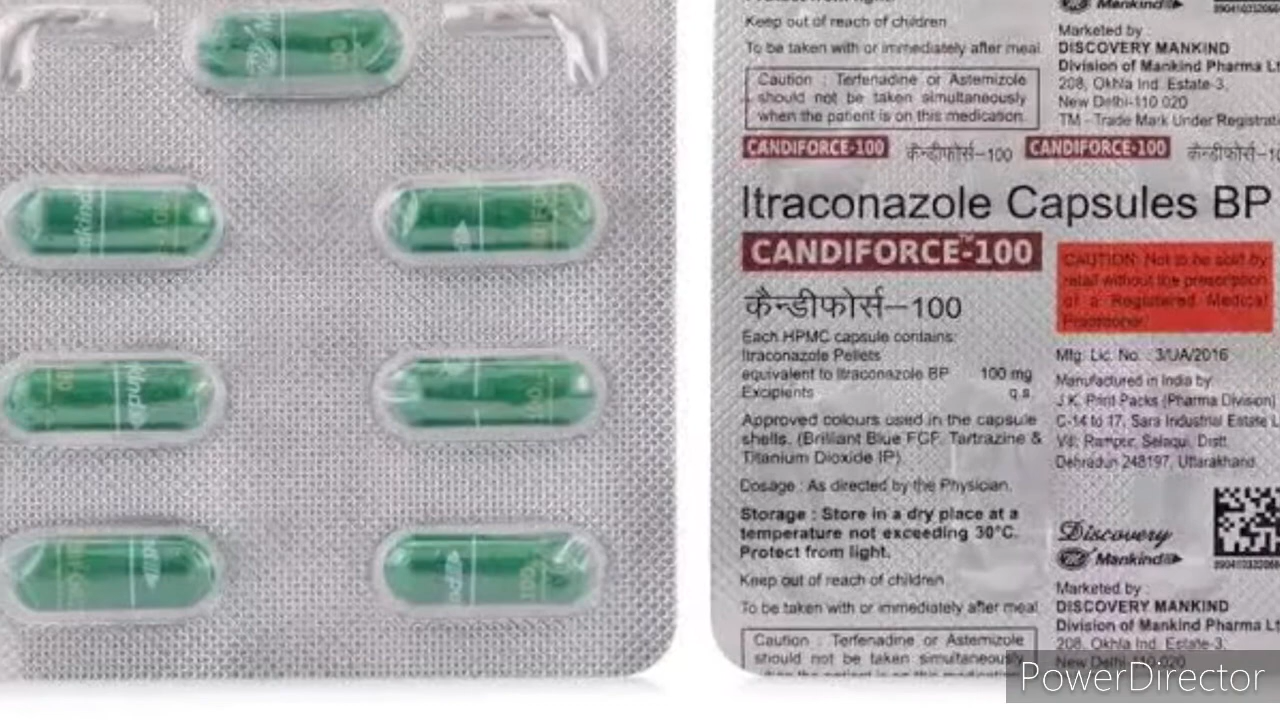 Keep out of reach of children
To be taken with or immediately after meal
Caution : Terfenadine or Astemizole
should not be taken simultaneously
when the patient is on this medication.
Mankind
Marketed by :
DISCOVERY MANKIND
Division of Mankind Pharma Lt
208, Okhla Ind. Estate-3,
New Delhi-110 020
TM - Trade Mark Under Registrati
CANDIFORCE-100 कैन्डीफोर्स–100 CANDIFORCE-100 कैन्डीफोर्स–10
Itraconazole Capsules BP
CANDIFORCE™-100
कैन्डीफोर्स–100
Each HPMC capsule contains:
Itraconazole Pellets
equivalent to Itraconazole BP 100 mg
Excipients q.s.
Approved colours used in the capsule
shells. (Brilliant Blue FCF, Tartrazine &
Titanium Dioxide IP)
Dosage : As directed by the Physician.
Storage : Store in a dry place at a
temperature not exceeding 30°C.
Protect from light.
Keep out of reach of children
To be taken with or immediately after meal
Caution : Terfenadine or Astemizole
should not be taken simultaneously
CAUTION: Not to be sold by
retail without the prescription
of a Registered Medical
Practitioner.
Mfg. Lic. No. : 3/UA/2016
Manufactured in India by :
J.K. Print Packs (Pharma Division)
C-14 to 17, Sara Industrial Estate L
Vill. Rampur, Selaqui, Distt.
Dehradun 248197, Uttarakhand
Discovery
Mankind
Marketed by :
DISCOVERY MANKIND
Division of Mankind Pharma Lt
208, Okhla Ind. Estate-3,
New Delhi-110 020
PowerDirector